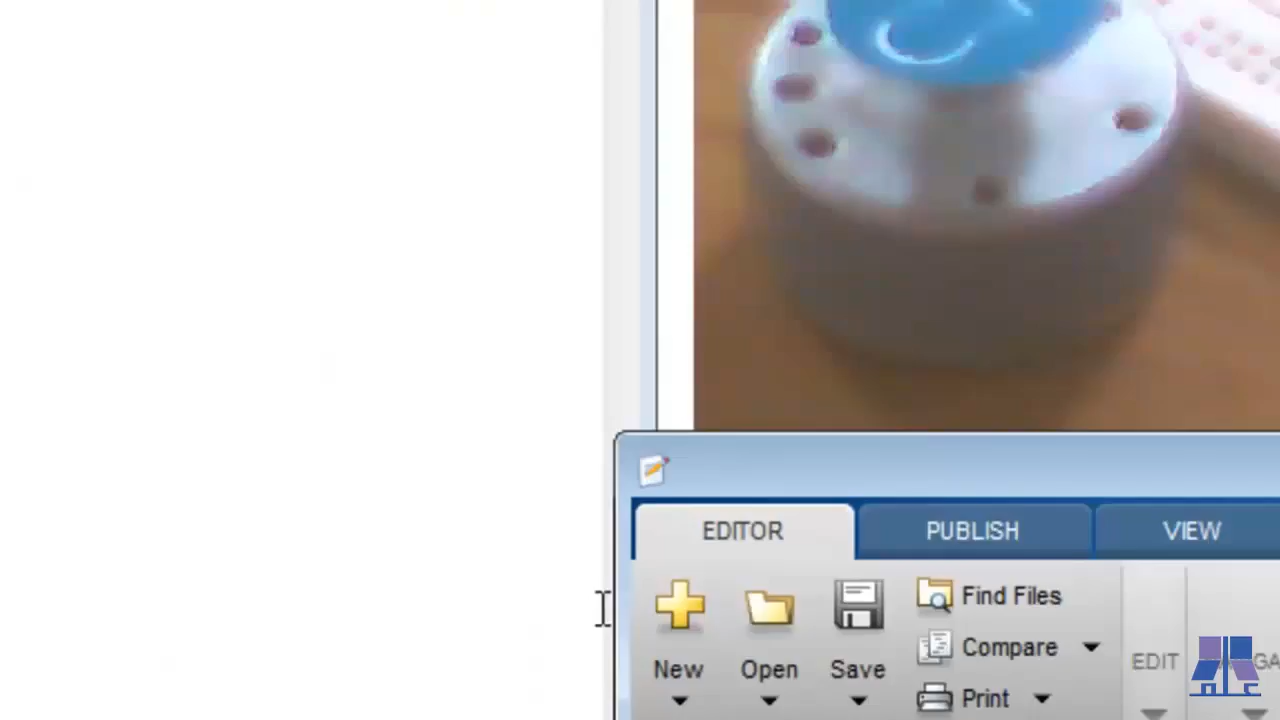 EDITOR PUBLISH VIEW
Find Files
Compare
New Open Save EDIT
Print